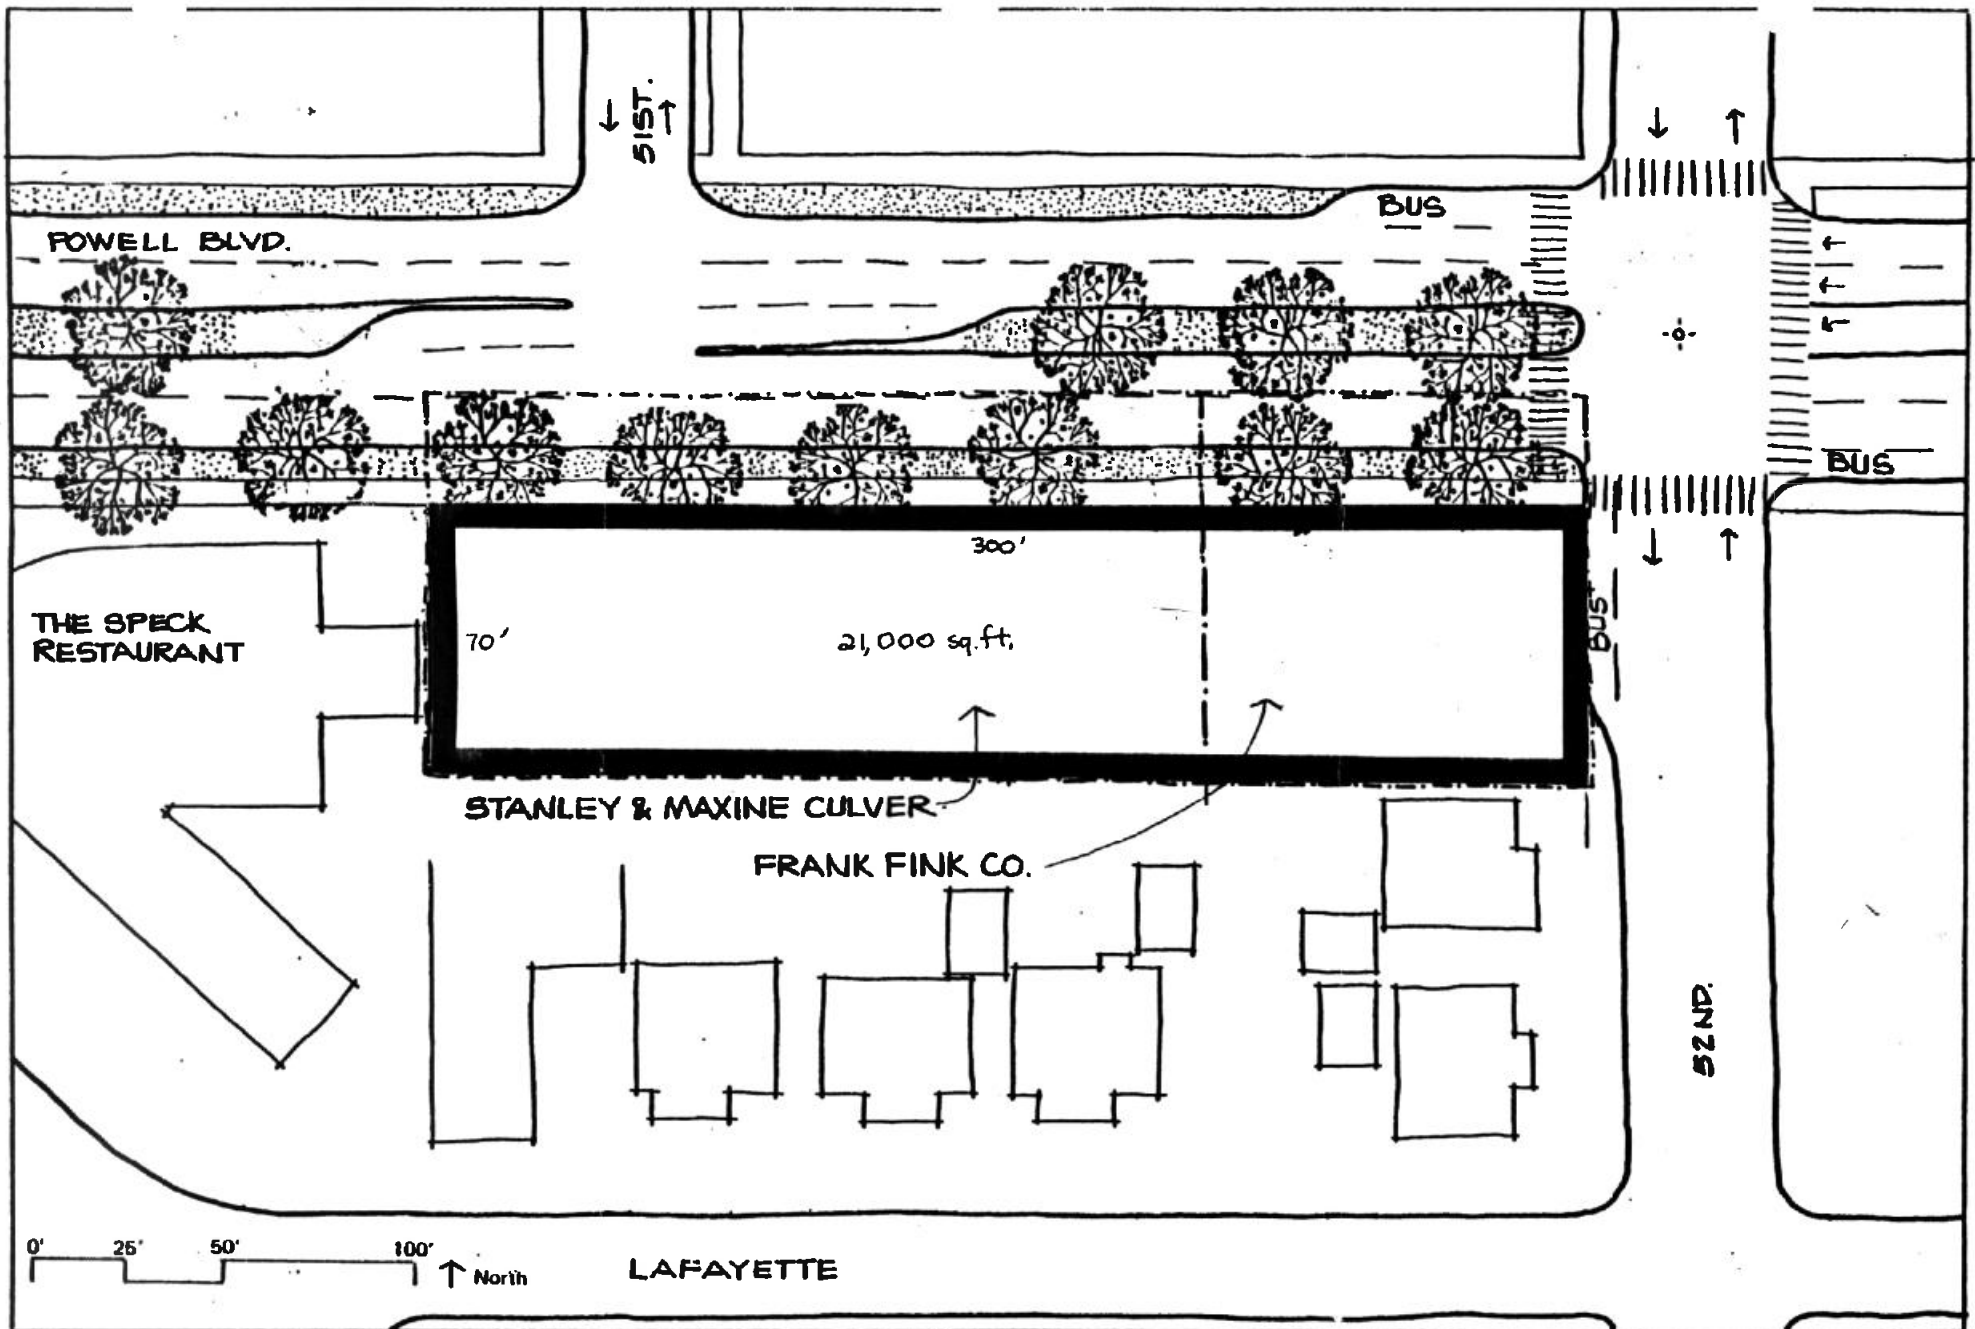 51ST.
BUS
POWELL BLVD.
BUS
300'
THE SPECK
RESTAURANT
70'
21,000 sq.ft.
BUS
STANLEY & MAXINE CULVER
FRANK FINK CO.
52ND.
0' 25' 50' 100'
North
LAFAYETTE